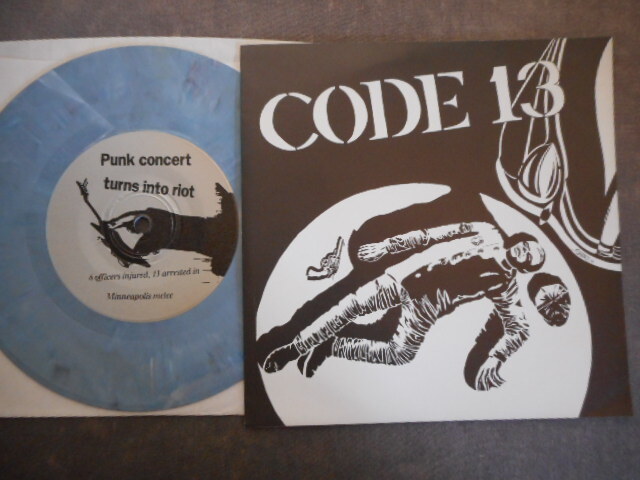 Punk concert
turns into riot
6 officers injured, 13 arrested in
Minneapolis melee
CODE 13